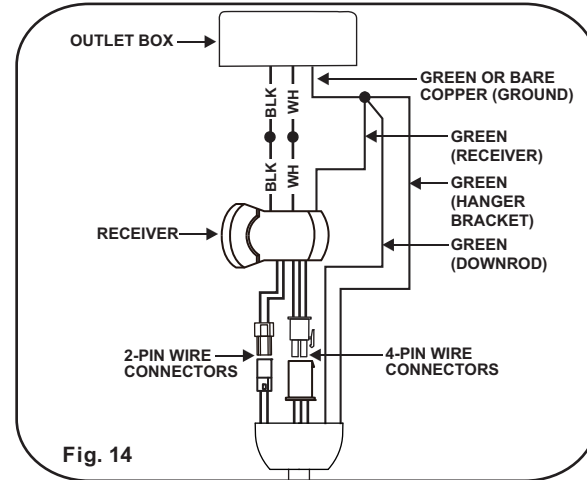 OUTLET BOX
GREEN OR BARE
COPPER (GROUND)
BLK
WH
GREEN
(RECEIVER)
BLK
WH
GREEN
(HANGER
BRACKET)
RECEIVER
GREEN
(DOWNROD)
2-PIN WIRE
CONNECTORS
4-PIN WIRE
CONNECTORS
Fig. 14